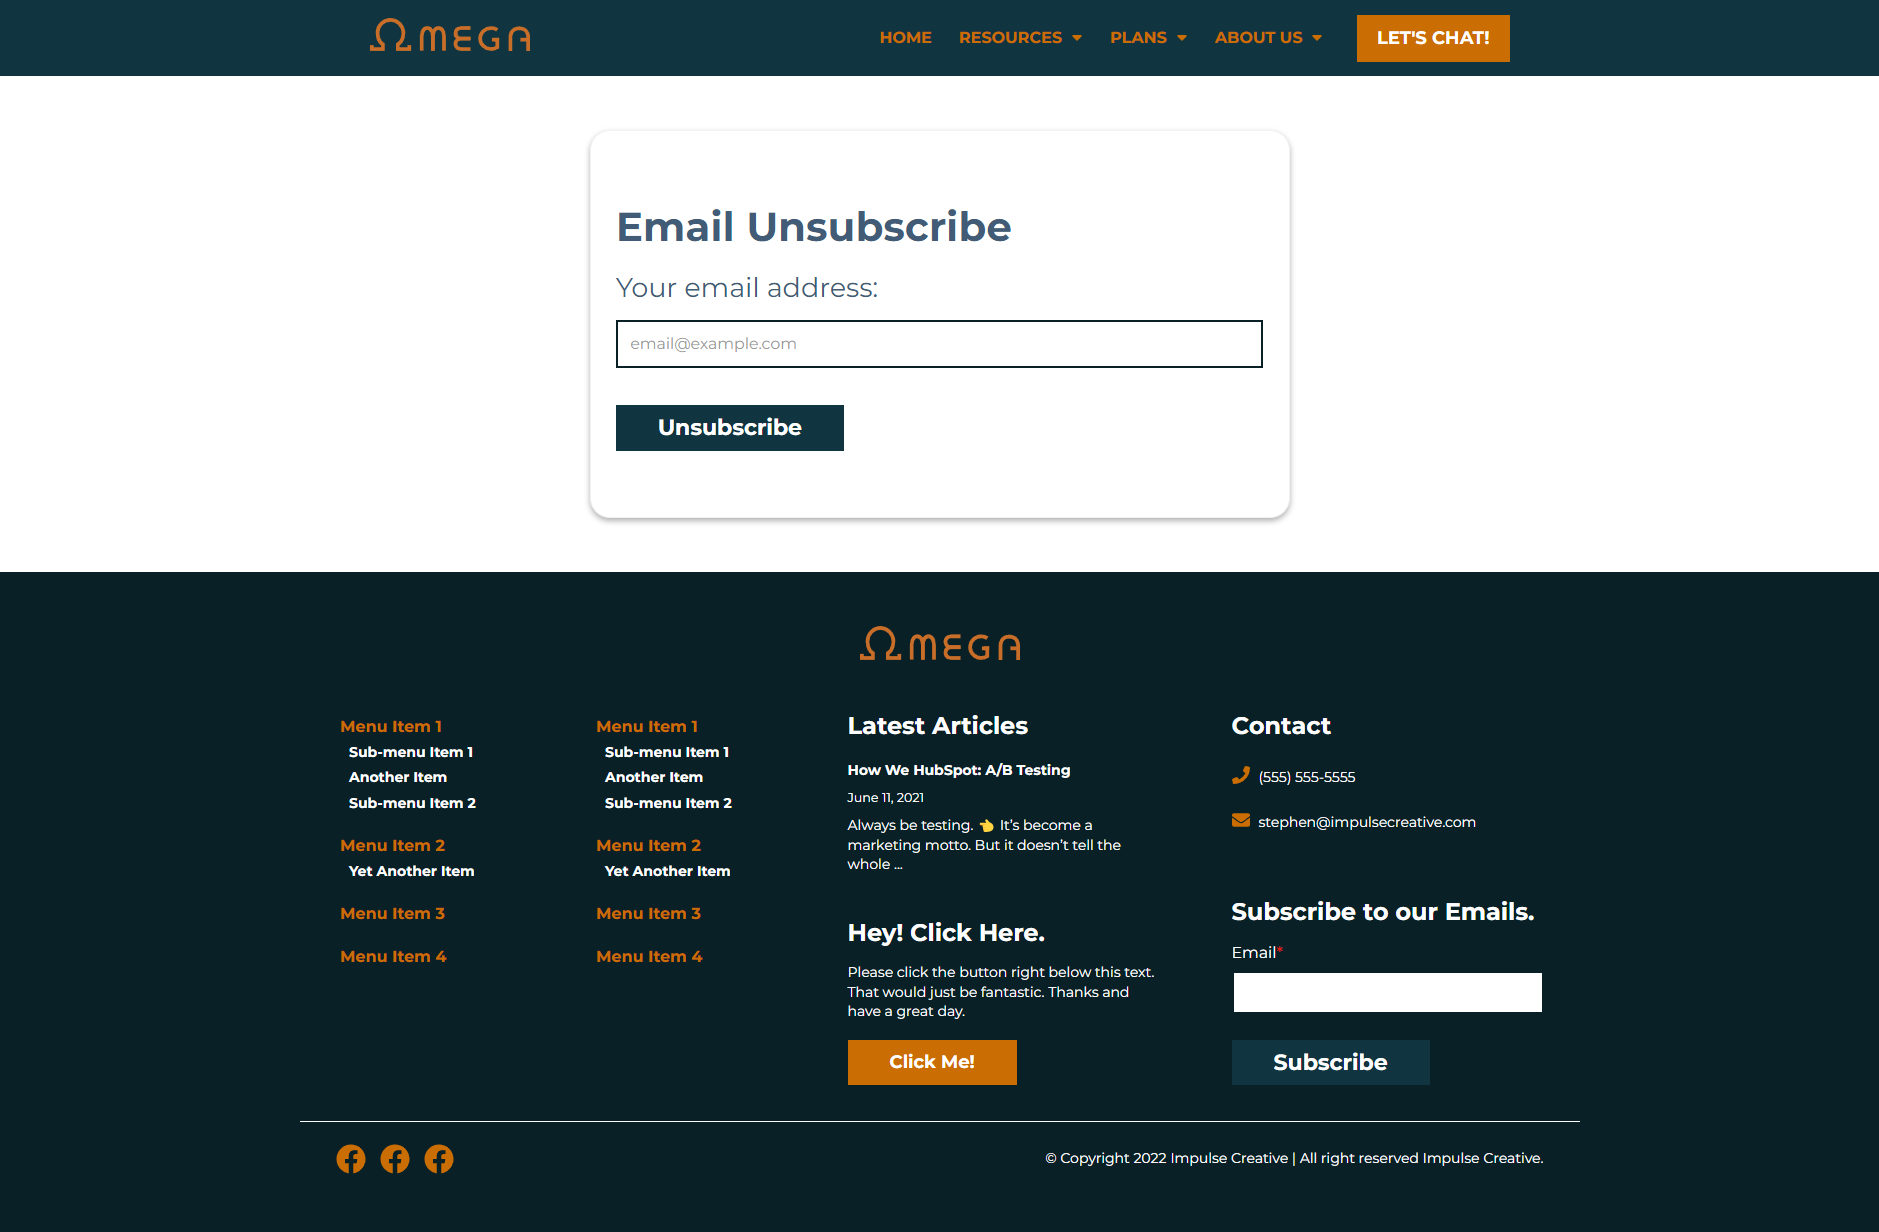 ΩMEGA
HOME
RESOURCES
PLANS
ABOUT US
LET'S CHAT!
Email Unsubscribe
Your email address:
email@example.com
Unsubscribe
ΩMEGA
Menu Item 1
Sub-menu Item 1
Another Item
Sub-menu Item 2
Menu Item 2
Yet Another Item
Menu Item 3
Menu Item 4
Menu Item 1
Sub-menu Item 1
Another Item
Sub-menu Item 2
Menu Item 2
Yet Another Item
Menu Item 3
Menu Item 4
Latest Articles
How We HubSpot: A/B Testing
June 11, 2021
Always be testing. 👈 It’s become a
marketing motto. But it doesn’t tell the
whole ...
Hey! Click Here.
Please click the button right below this text.
That would just be fantastic. Thanks and
have a great day.
Click Me!
Contact
(555) 555-5555
stephen@impulsecreative.com
Subscribe to our Emails.
Email*
Subscribe
© Copyright 2022 Impulse Creative | All right reserved Impulse Creative.